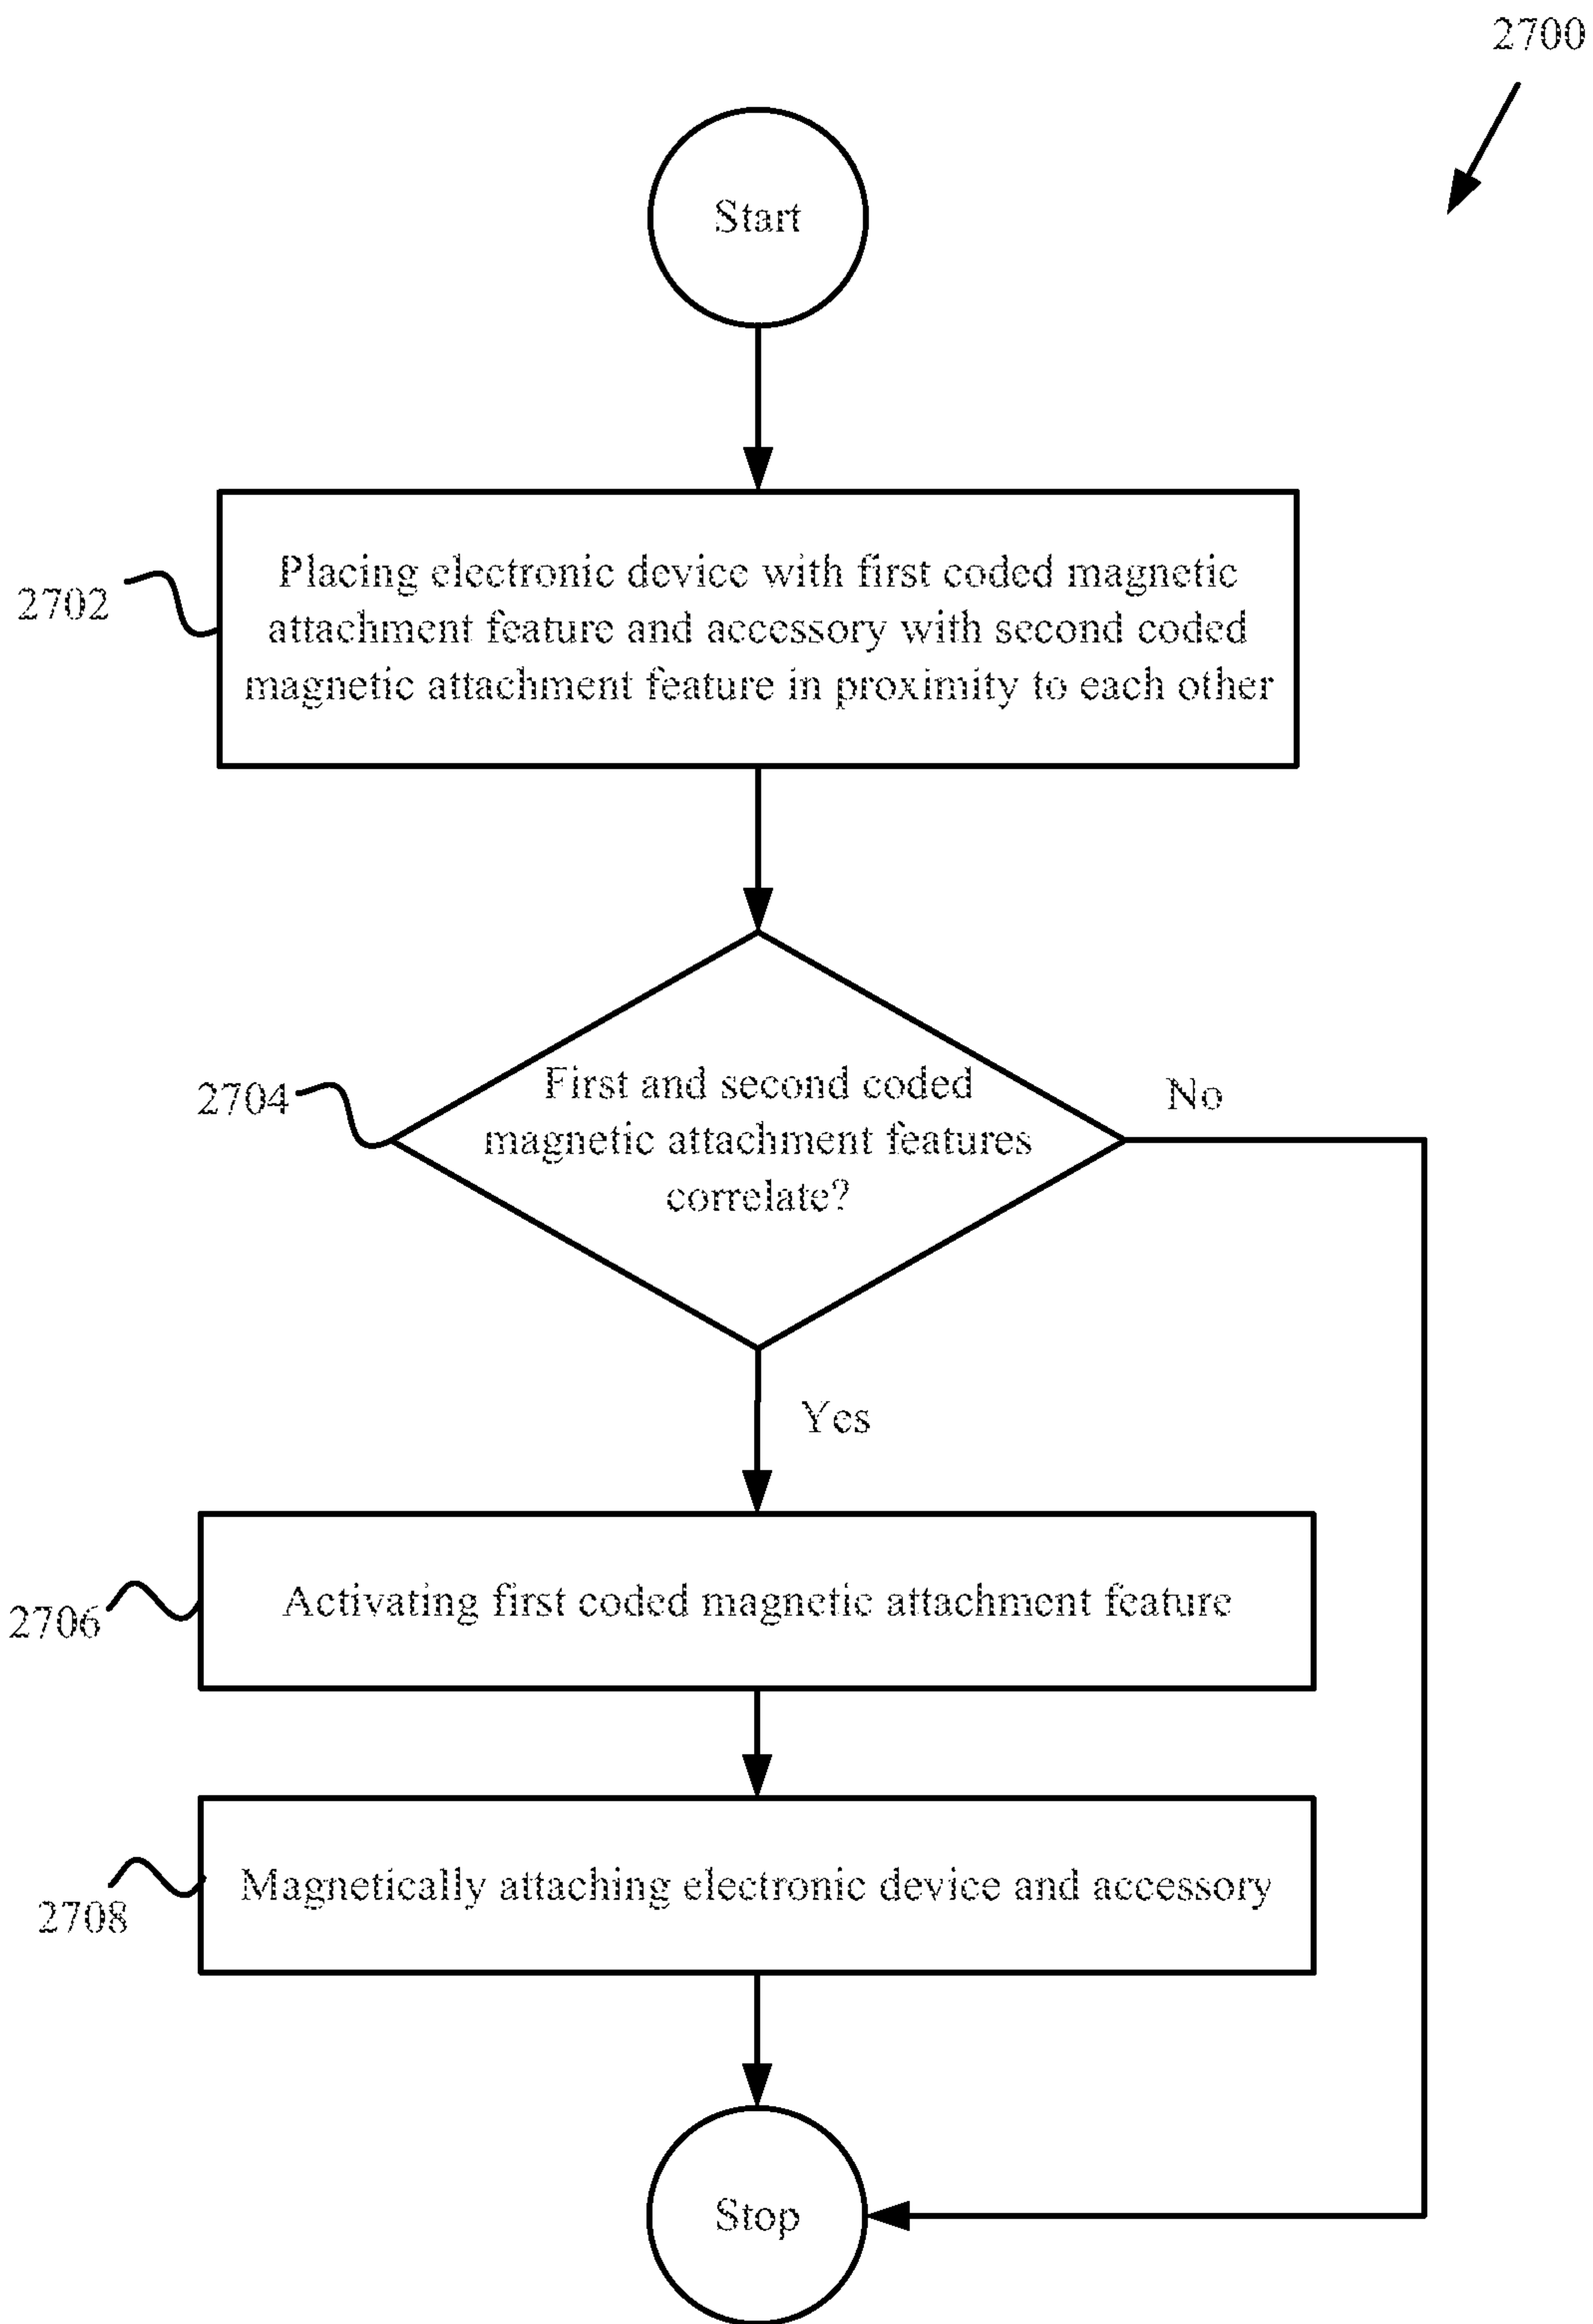 2700
Start
2702
Placing electronic device with first coded magnetic
attachment feature and accessory with second coded
magnetic attachment feature in proximity to each other
2704
First and second coded
magnetic attachment features
correlate?
No
Yes
2706
Activating first coded magnetic attachment feature
2708
Magnetically attaching electronic device and accessory
Stop